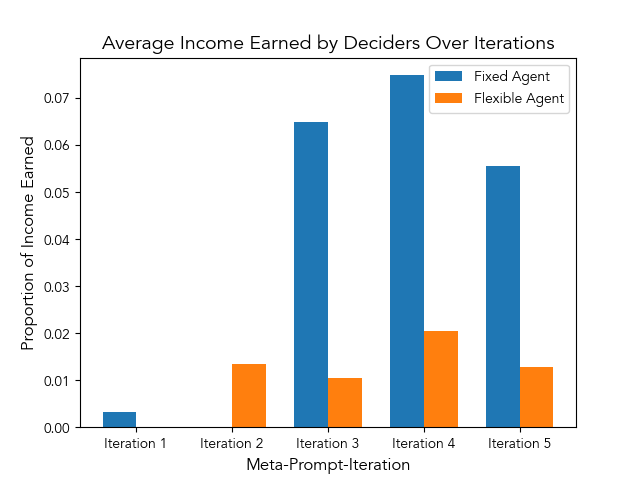 Average Income Earned by Deciders Over Iterations
Fixed Agent
Flexible Agent
Proportion of Income Earned
0.07
0.06
0.05
0.04
0.03
0.02
0.01
0.00
Iteration 1 Iteration 2 Iteration 3 Iteration 4 Iteration 5
Meta-Prompt-Iteration